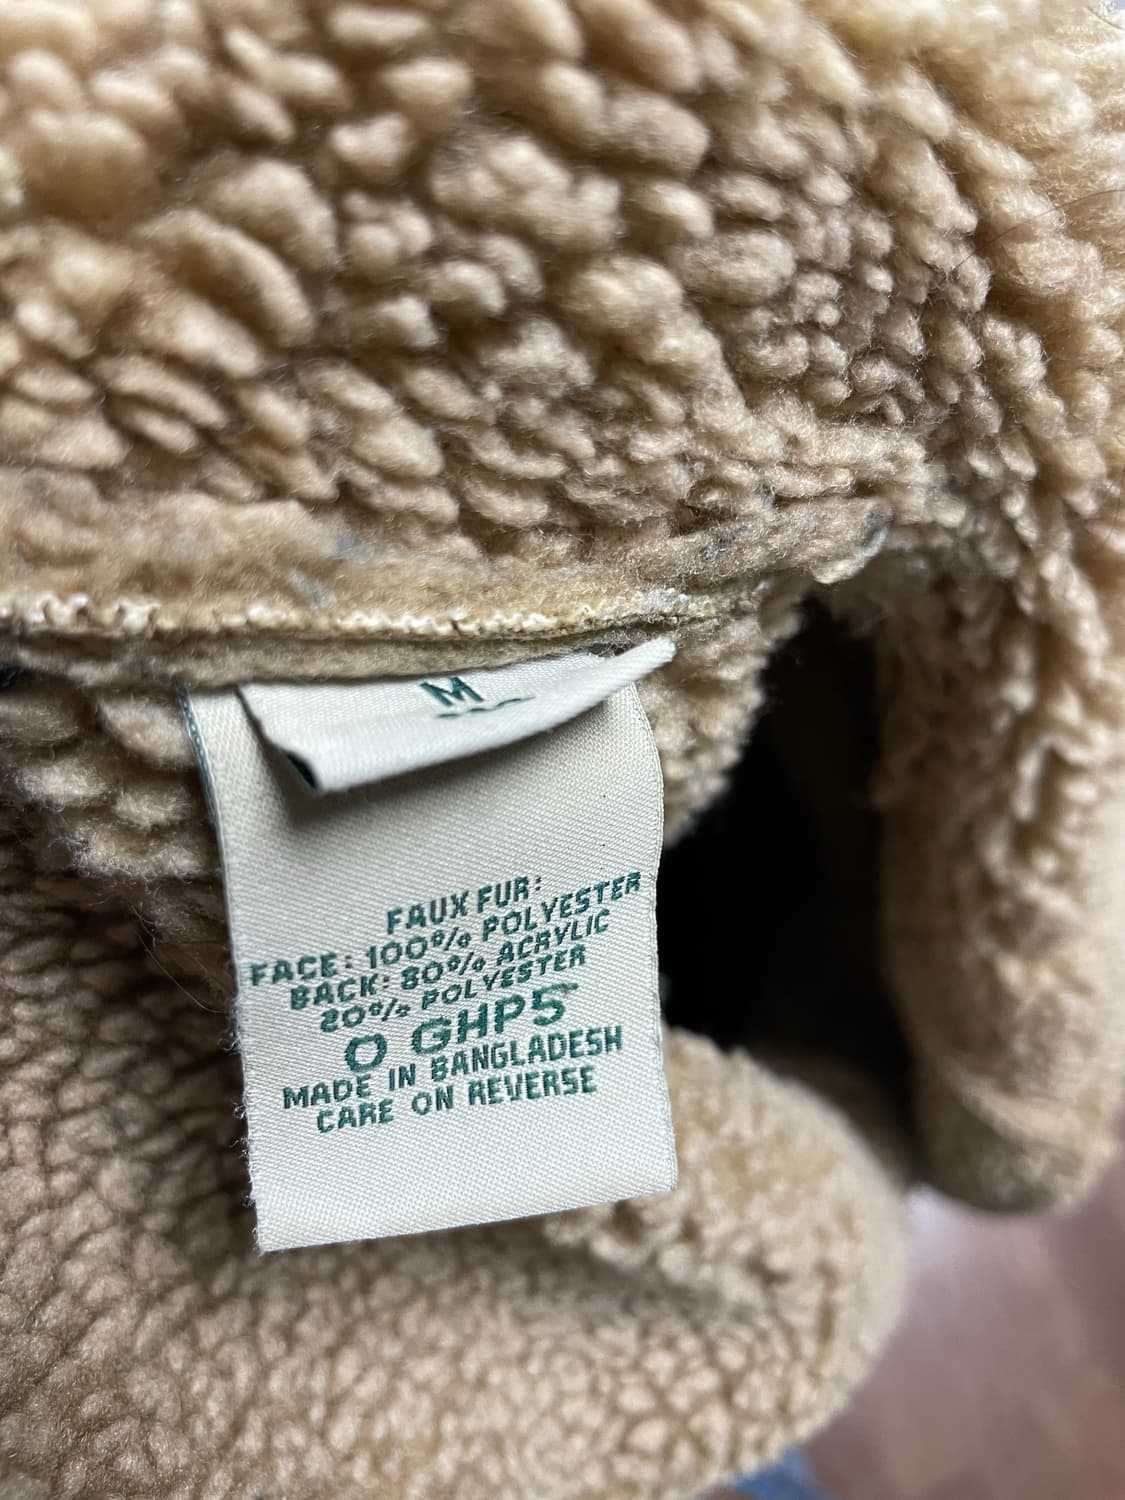 M
FAUX FUR:
FACE: 100% POLYESTER
BACK: 80% ACRYLIC
20% POLYESTER
O GHP5
MADE IN BANGLADESH
CARE ON REVERSE